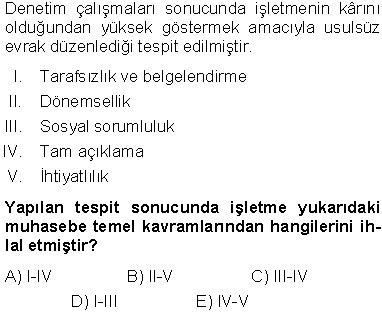 Denetim çalışmaları sonucunda işletmenin kârını
olduğundan yüksek göstermek amacıyla usulsüz
evrak düzenlediği tespit edilmiştir.
I. Tarafsızlık ve belgelendirme
II. Dönemsellik
III. Sosyal sorumluluk
IV. Tam açıklama
V. İhtiyatlılık
Yapılan tespit sonucunda işletme yukarıdaki
muhasebe temel kavramlarından hangilerini ih-
lal etmiştir?
A) I-IV B) II-V C) III-IV
D) I-III E) IV-V